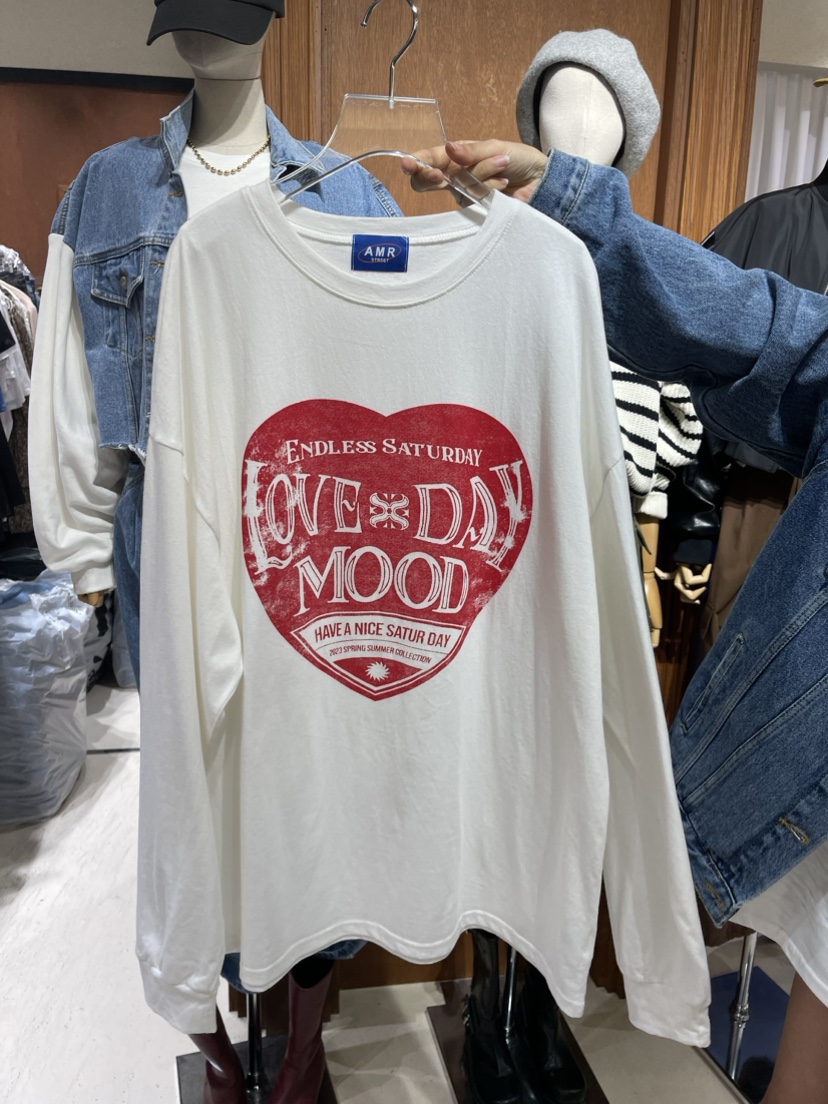 AMR
STREET
ENDLESS SATURDAY
LOVE DAY
MOOD
HAVE A NICE SATUR DAY
2023 SPRING SUMMER COLLECTION